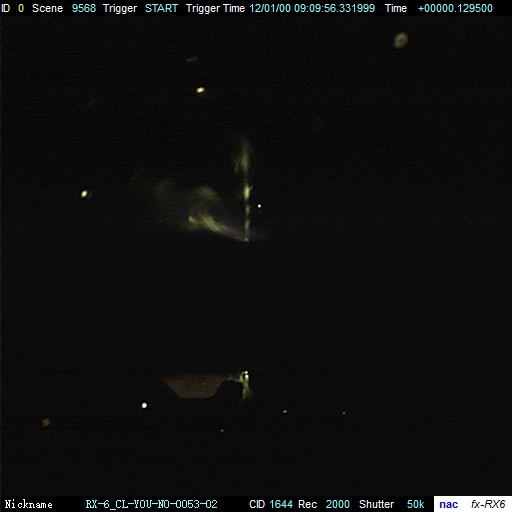 ID 0 Scene 9568 Trigger START Trigger Time 12/01/00 09:09:56.331999 Time +00000.129500
Nickname RX-6_CL-YOU-NO-0053-02 CID 1644 Rec 2000 Shutter 50k nac fx-RX6